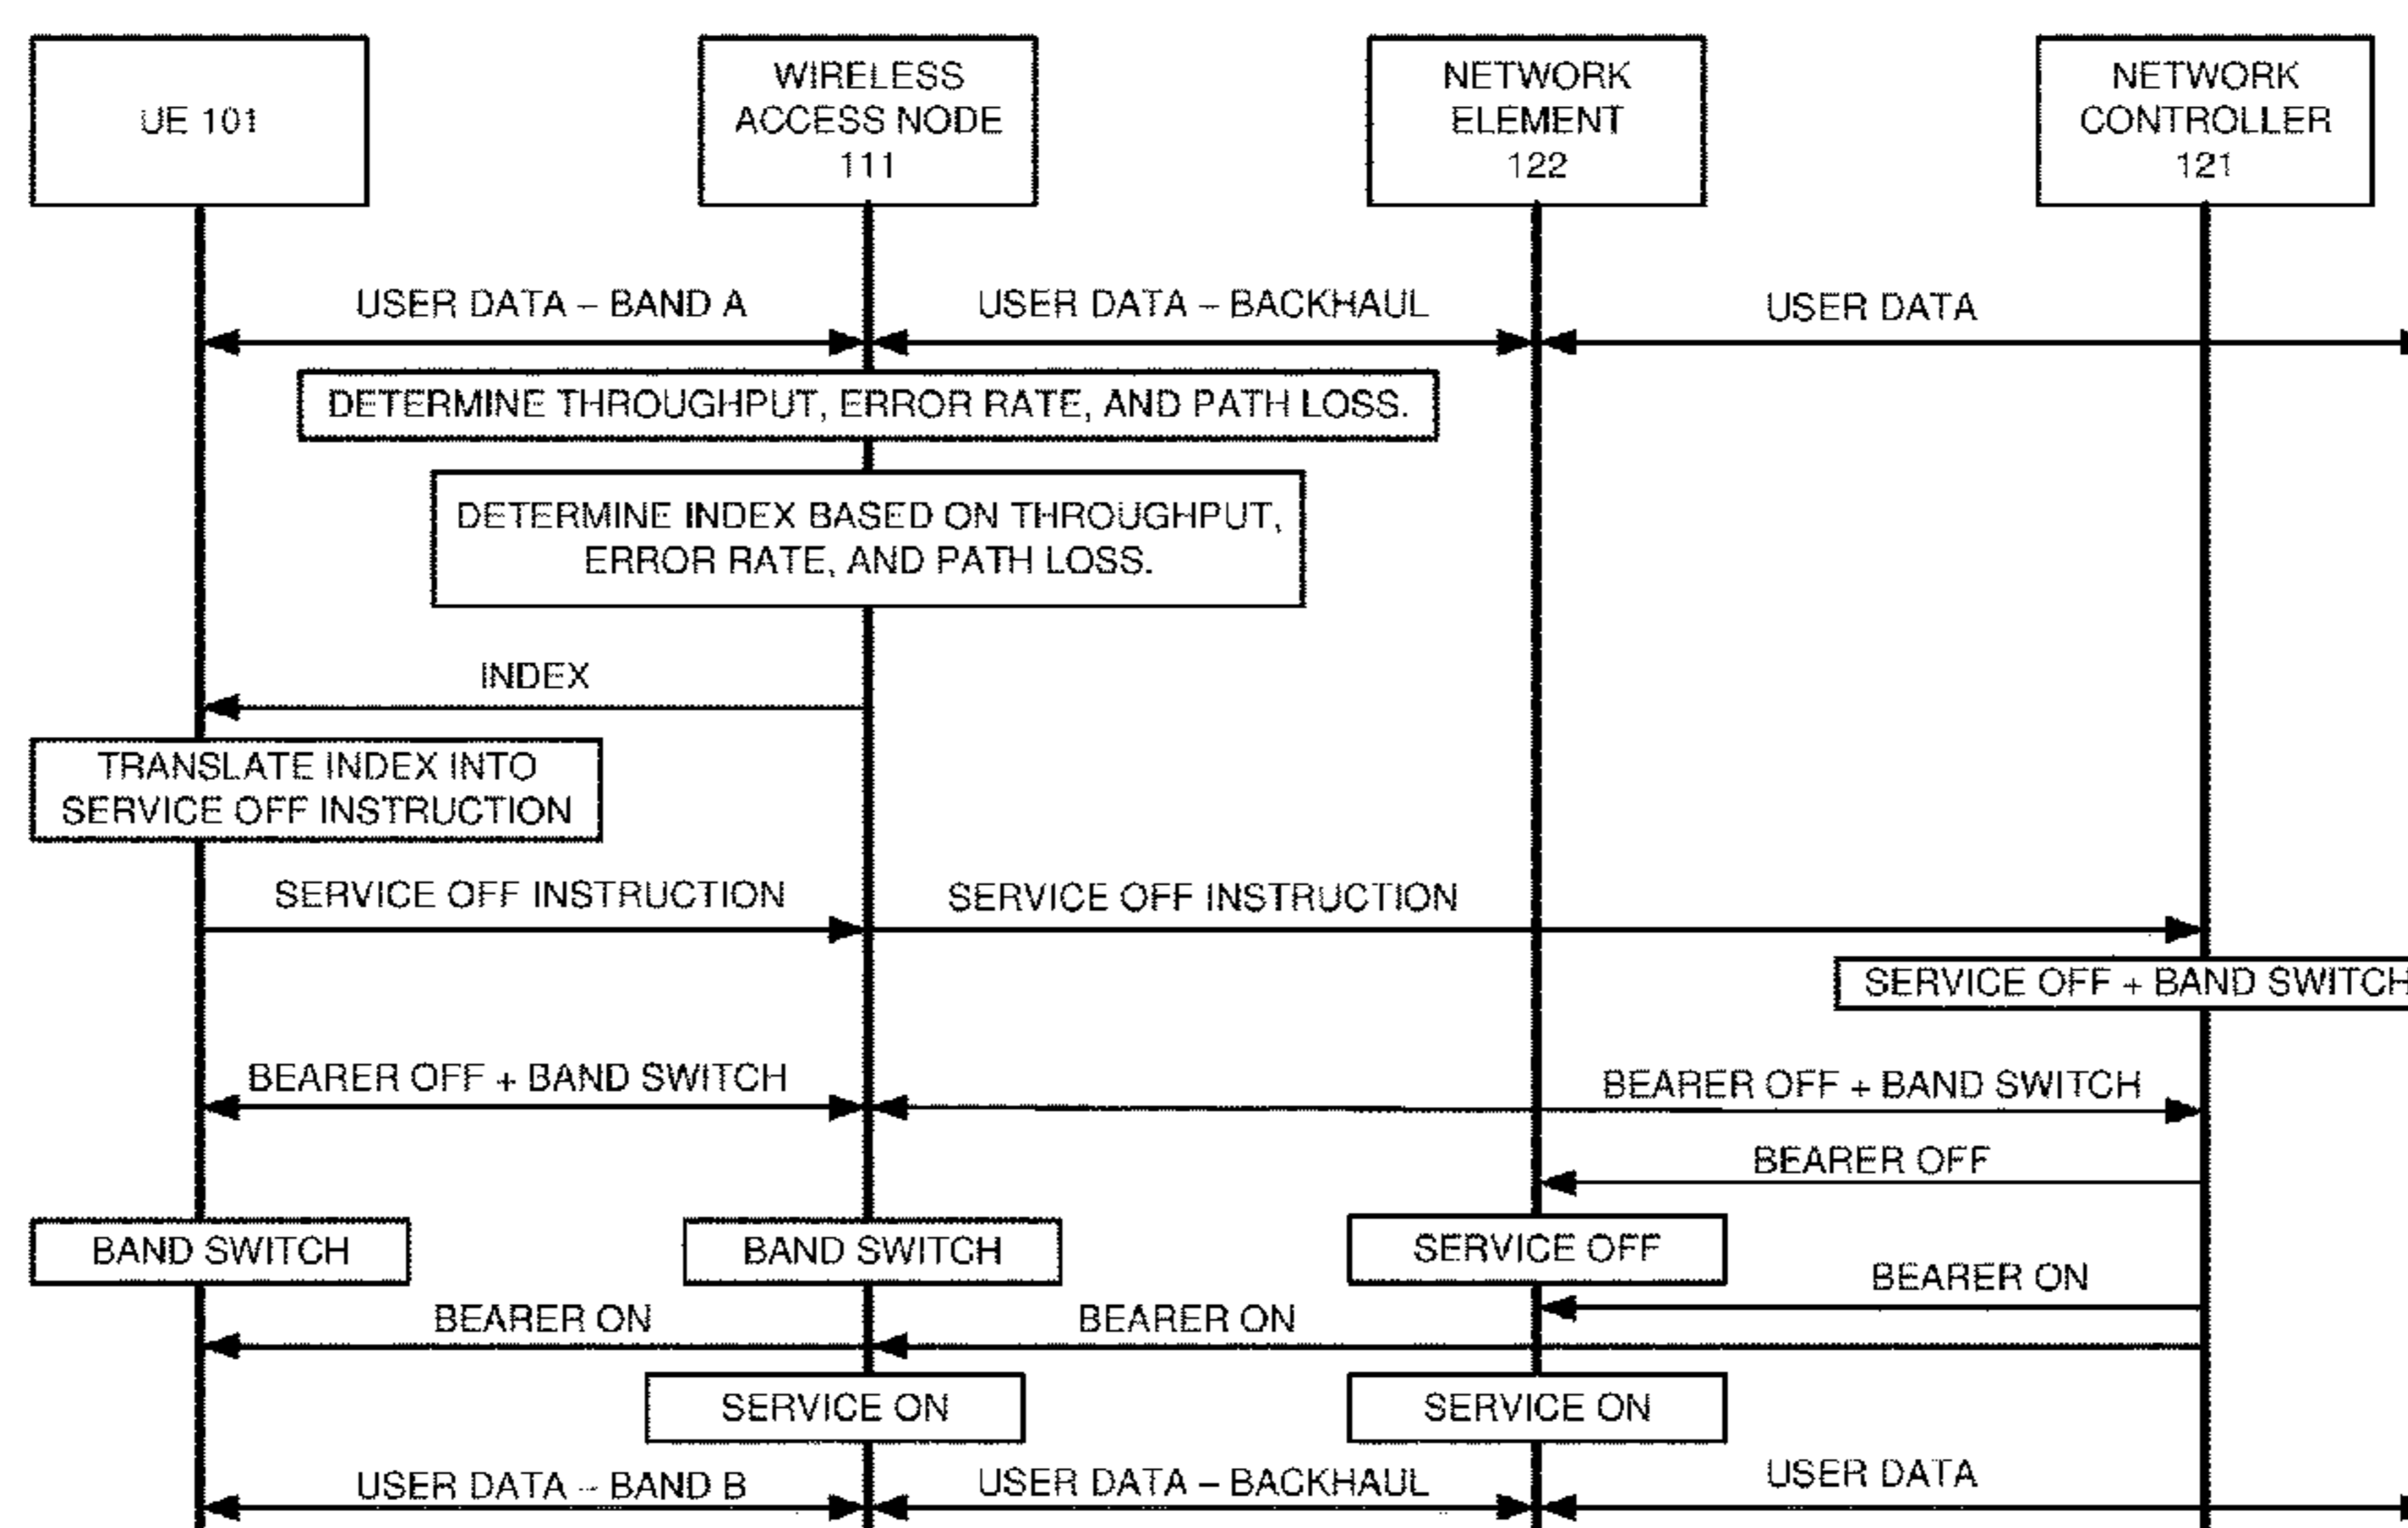 UE 101
WIRELESS
ACCESS NODE
111
NETWORK
ELEMENT
122
NETWORK
CONTROLLER
121
USER DATA – BAND A
USER DATA – BACKHAUL
USER DATA
DETERMINE THROUGHPUT, ERROR RATE, AND PATH LOSS.
DETERMINE INDEX BASED ON THROUGHPUT,
ERROR RATE, AND PATH LOSS.
INDEX
TRANSLATE INDEX INTO
SERVICE OFF INSTRUCTION
SERVICE OFF INSTRUCTION
SERVICE OFF INSTRUCTION
SERVICE OFF + BAND SWITCH
BEARER OFF + BAND SWITCH
BEARER OFF + BAND SWITCH
BEARER OFF
BAND SWITCH
BAND SWITCH
SERVICE OFF
BEARER ON
BEARER ON
BEARER ON
SERVICE ON
SERVICE ON
USER DATA – BAND B
USER DATA – BACKHAUL
USER DATA